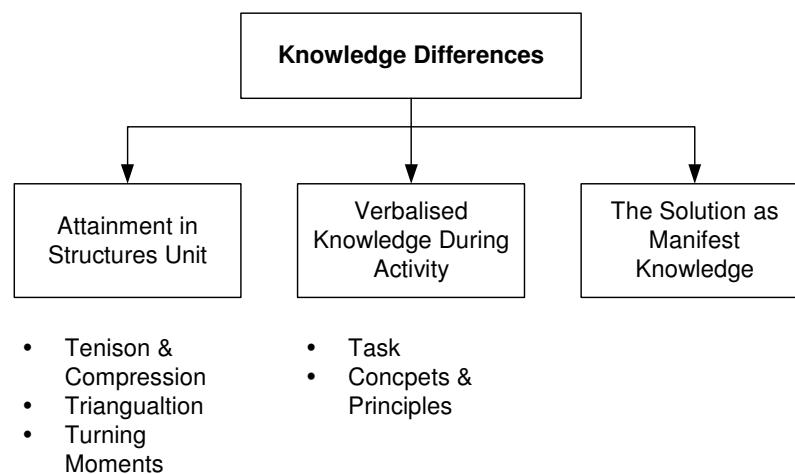 Knowledge Differences
Attainment in
Structures Unit
Verbalised
Knowledge During
Activity
The Solution as
Manifest
Knowledge
• Tenison &
Compression
• Triangualtion
• Turning
Moments
• Task
• Concpets &
Principles